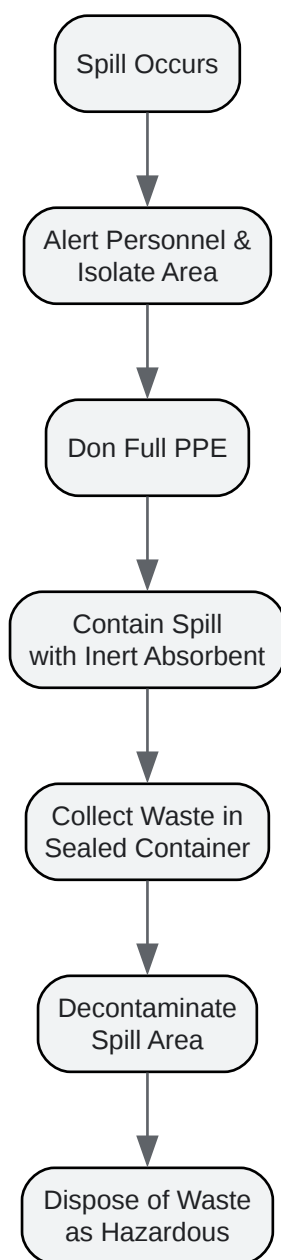 Spill Occurs
Alert Personnel &
Isolate Area
Don Full PPE
Contain Spill
with Inert Absorbent
Collect Waste in
Sealed Container
Decontaminate
Spill Area
Dispose of Waste
as Hazardous